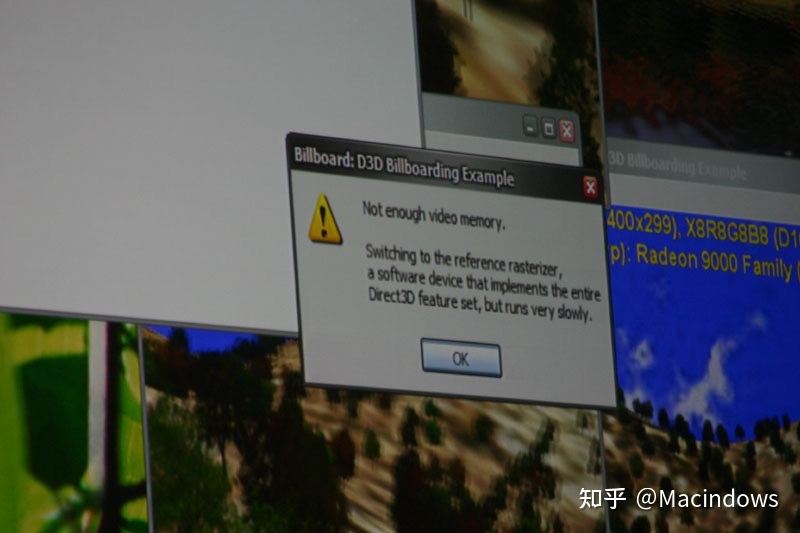 Billboard: D3D Billboarding Example
Not enough video memory.
Switching to the reference rasterizer,
a software device that implements the entire
Direct3D feature set, but runs very slowly.
OK
3D Billboarding Example
400x299), X8R8G8B8 (D1
p): Radeon 9000 Family
知乎 @Macindows